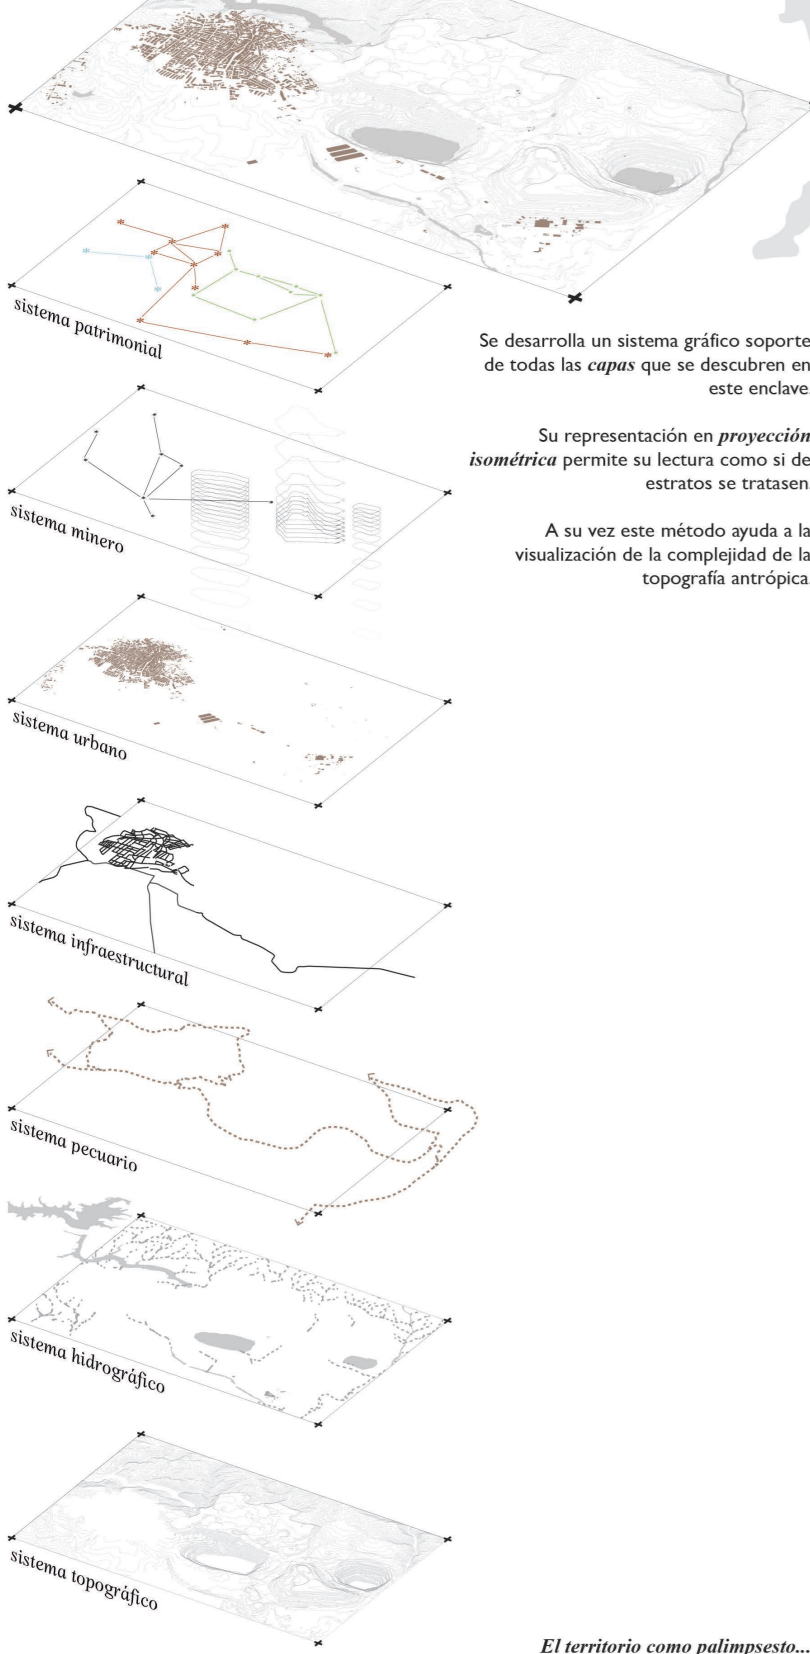 sistema patrimonial
Se desarrolla un sistema gráfico soporte
de todas las capas que se descubren en
este enclave.
Su representación en proyección
isométrica permite su lectura como si de
estratos se tratasen.
A su vez este método ayuda a la
visualización de la complejidad de la
topografía antrópica.
sistema minero
sistema urbano
sistema infraestructural
sistema pecuario
sistema hidrográfico
sistema topográfico
El territorio como palimpsesto...